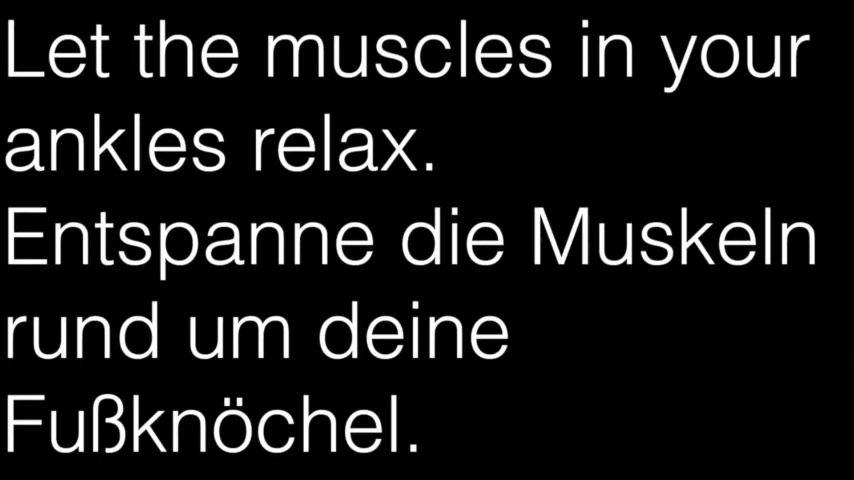 Let the muscles in your
ankles relax.
Entspanne die Muskeln
rund um deine
Fußknöchel.